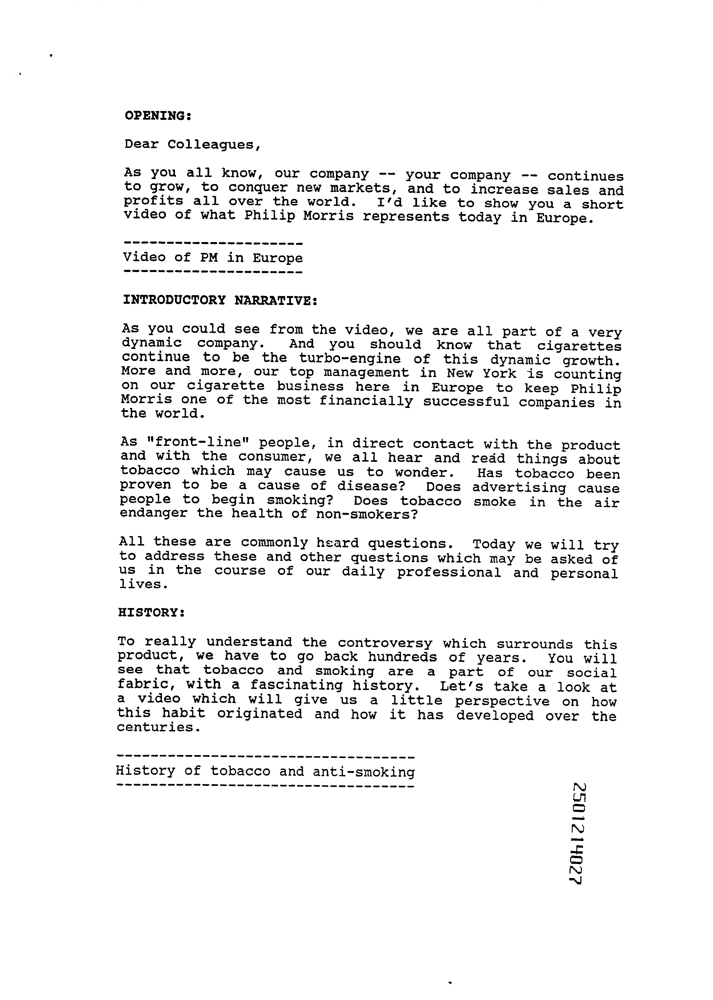 OPENING:
Dear Colleagues,
As you all know, our company -- your company -- continues
to grow, to conquer new markets, and to increase sales and
profits all over the world. I'd like to show you a short
video of what Philip Morris represents today in Europe.
---------------------
Video of PM in Europe
---------------------
INTRODUCTORY NARRATIVE:
As you could see from the video, we are all part of a very
dynamic company. And you should know that cigarettes
continue to be the turbo-engine of this dynamic growth.
More and more, our top management in New York is counting
on our cigarette business here in Europe to keep Philip
Morris one of the most financially successful companies in
the world.
As "front-line" people, in direct contact with the product
and with the consumer, we all hear and read things about
tobacco which may cause us to wonder. Has tobacco been
proven to be a cause of disease? Does advertising cause
people to begin smoking? Does tobacco smoke in the air
endanger the health of non-smokers?
All these are commonly heard questions. Today we will try
to address these and other questions which may be asked of
us in the course of our daily professional and personal
lives.
HISTORY:
To really understand the controversy which surrounds this
product, we have to go back hundreds of years. You will
see that tobacco and smoking are a part of our social
fabric, with a fascinating history. Let's take a look at
a video which will give us a little perspective on how
this habit originated and how it has developed over the
centuries.
-----------------------------------
History of tobacco and anti-smoking
-----------------------------------
2501214027